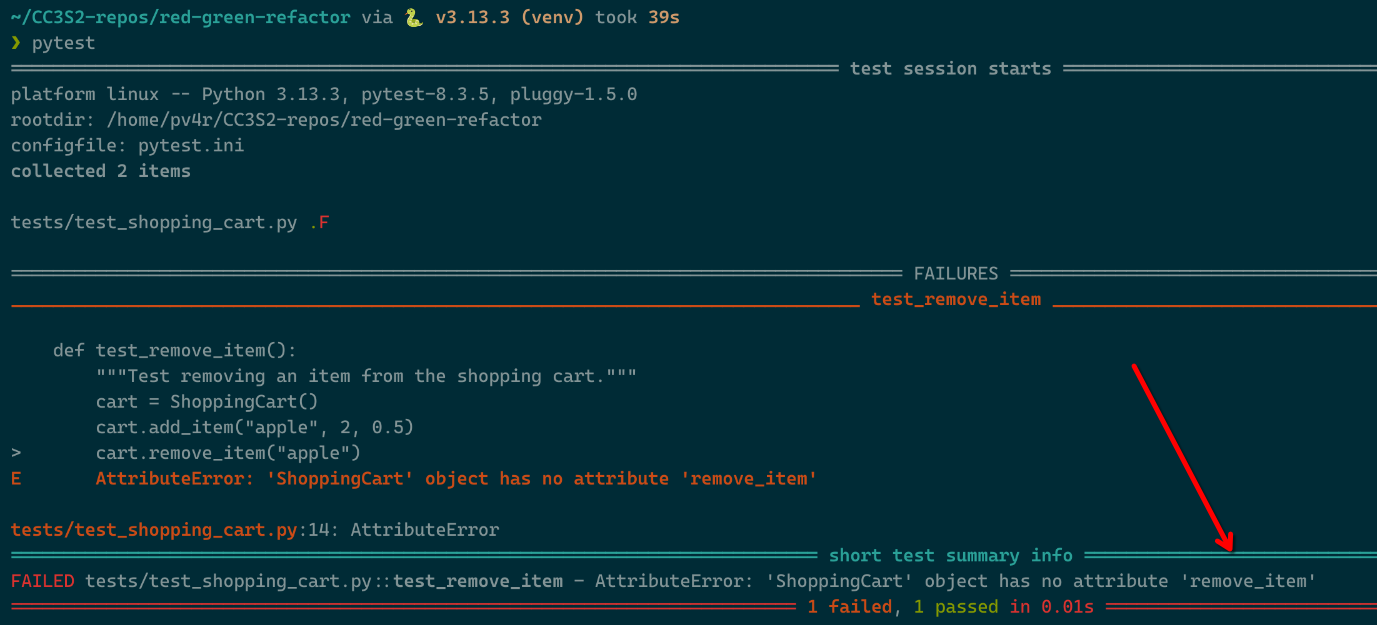 ~/CC3S2-repos/red-green-refactor via 🐍 v3.13.3 (venv) took 39s
❯ pytest
test session starts
platform linux -- Python 3.13.3, pytest-8.3.5, pluggy-1.5.0
rootdir: /home/pv4r/CC3S2-repos/red-green-refactor
configfile: pytest.ini
collected 2 items
tests/test_shopping_cart.py .F
FAILURES
test_remove_item
def test_remove_item():
"""Test removing an item from the shopping cart."""
cart = ShoppingCart()
cart.add_item("apple", 2, 0.5)
> cart.remove_item("apple")
E AttributeError: 'ShoppingCart' object has no attribute 'remove_item'
tests/test_shopping_cart.py:14: AttributeError
short test summary info
FAILED tests/test_shopping_cart.py::test_remove_item - AttributeError: 'ShoppingCart' object has no attribute 'remove_item'
1 failed, 1 passed in 0.01s